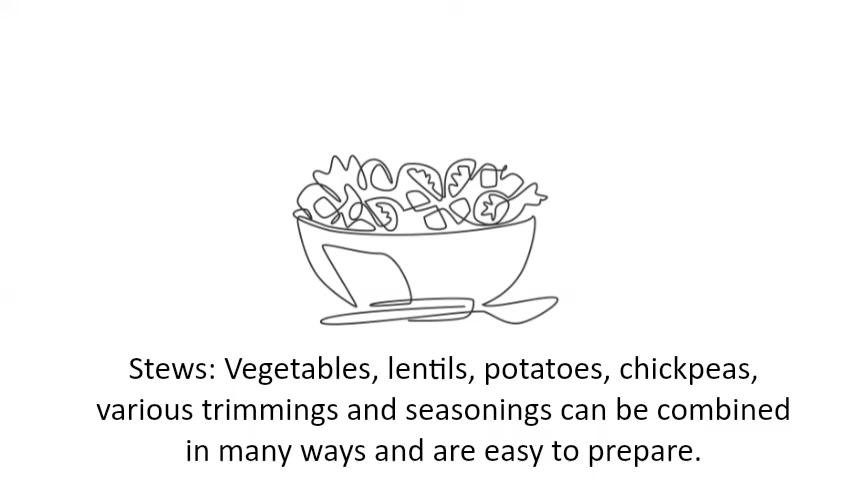 Stews: Vegetables, lentils, potatoes, chickpeas,
various trimmings and seasonings can be combined
in many ways and are easy to prepare.